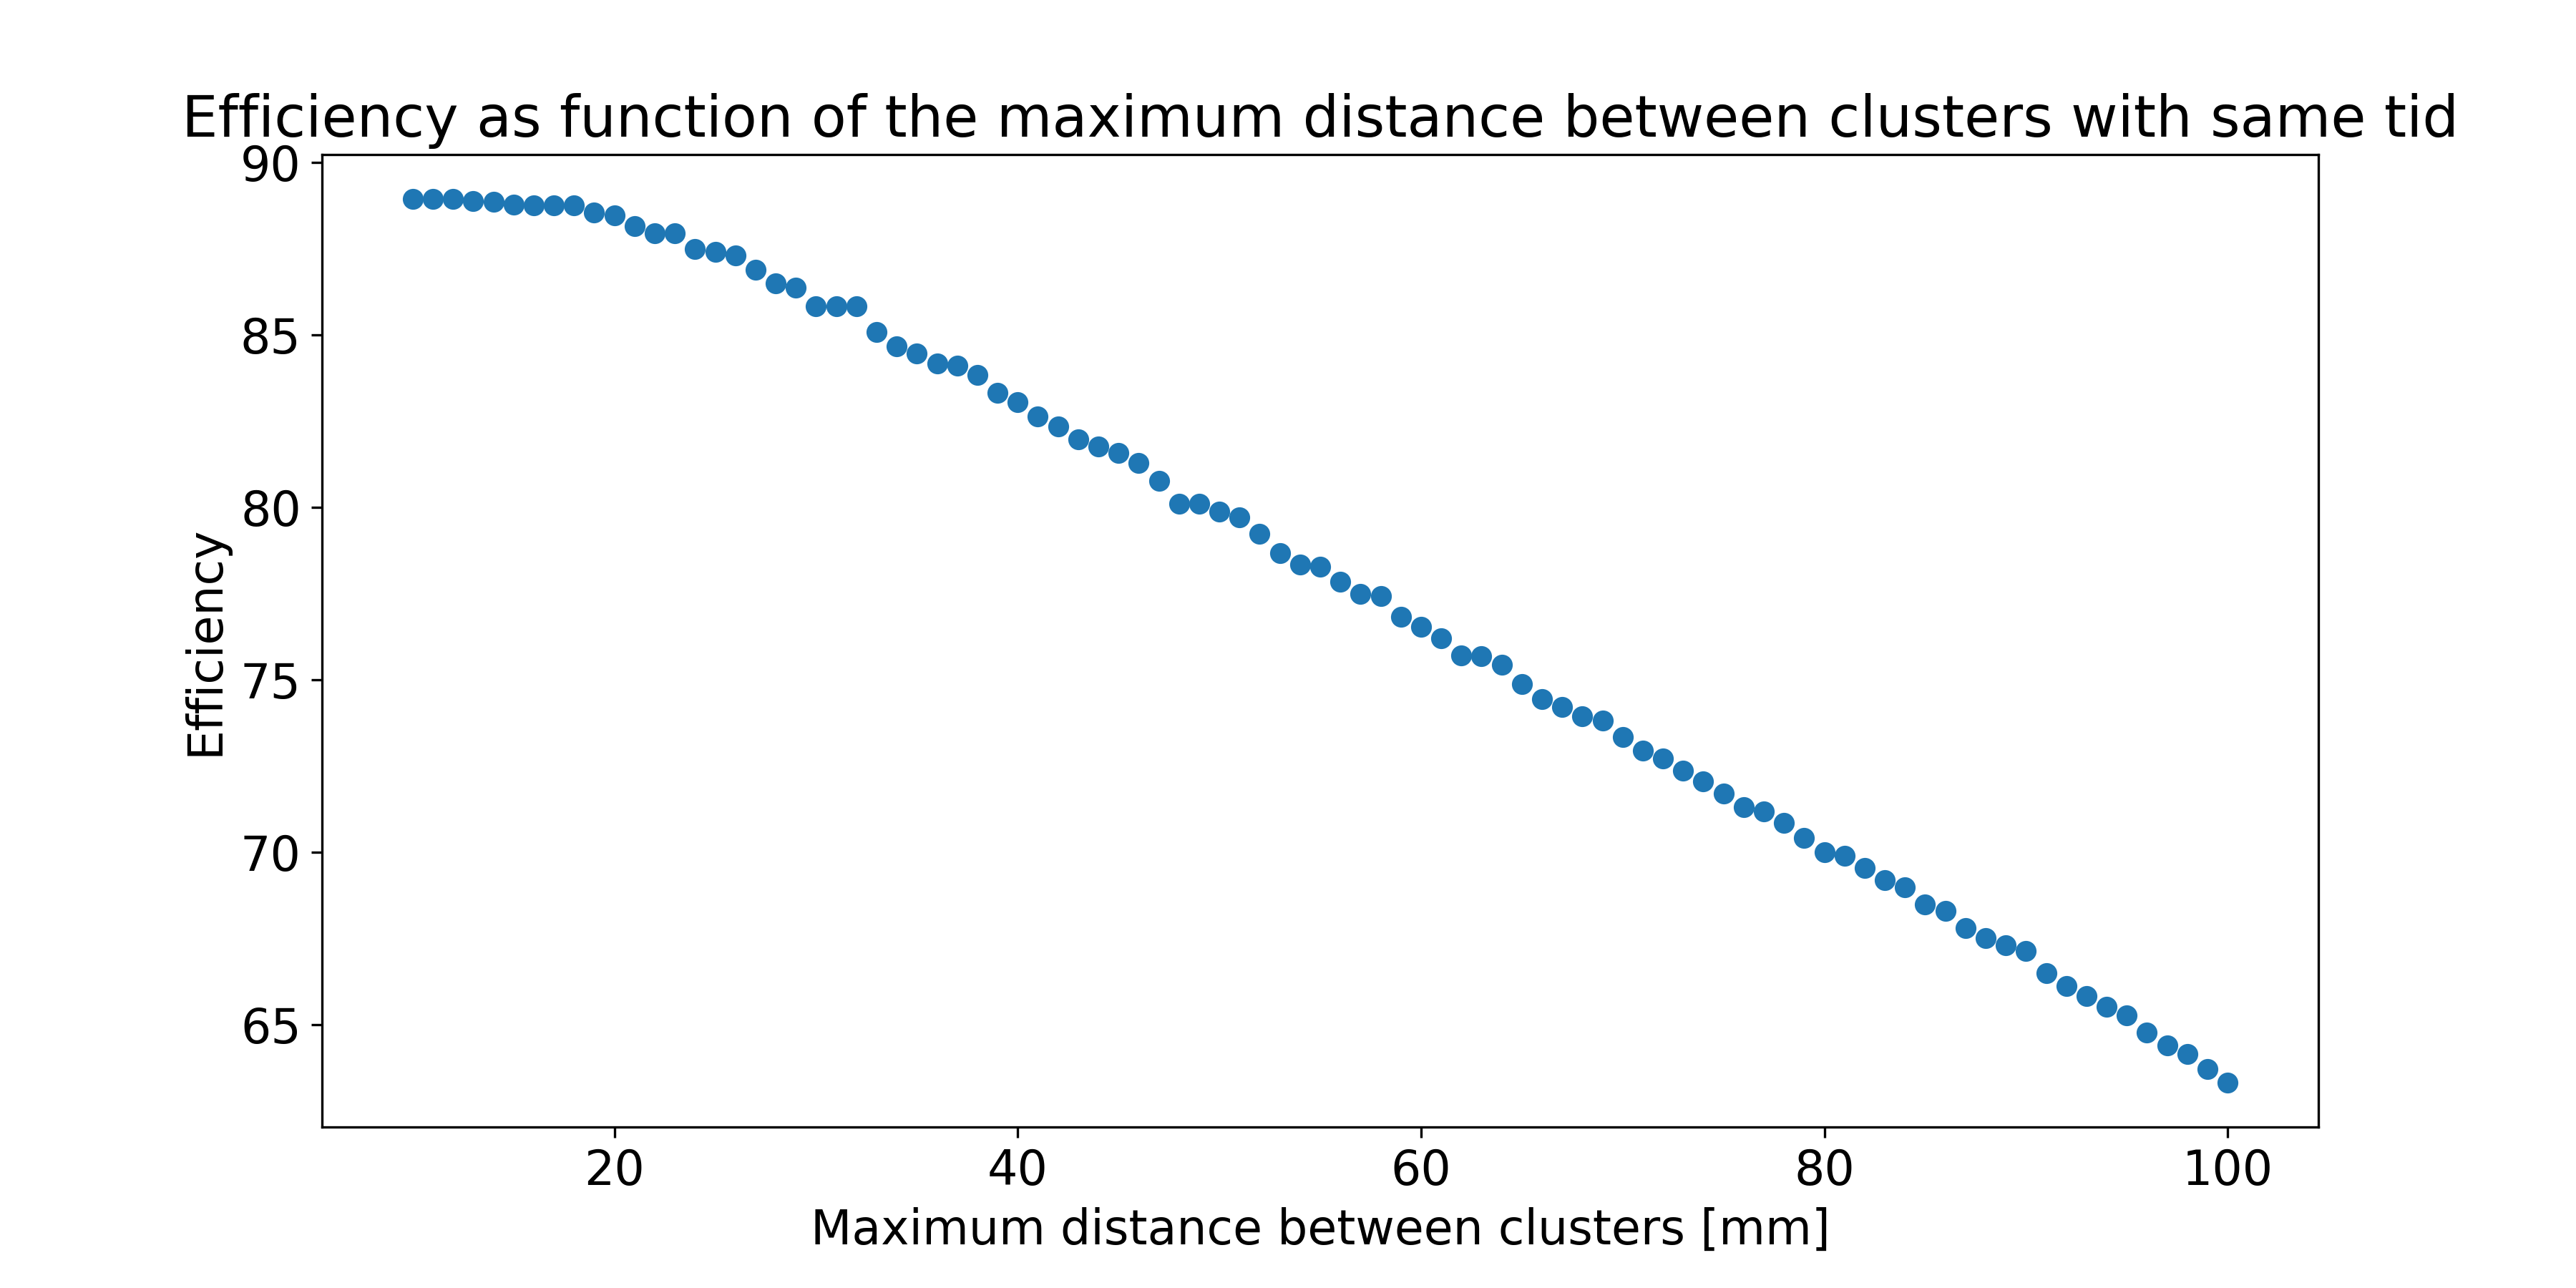 Efficiency as function of the maximum distance between clusters with same tid
90
85
80
75
70
65
Efficiency
20 40 60 80 100
Maximum distance between clusters [mm]